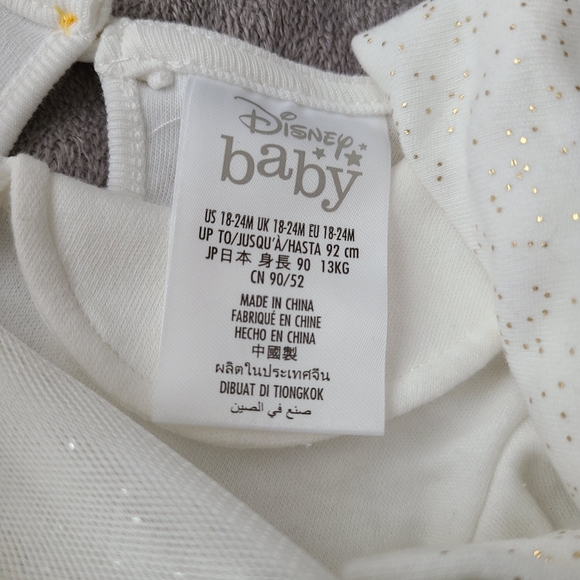 Disney
baby
US 18-24M UK 18-24M EU 18-24M
UP TO/JUSQU'À/HASTA 92 cm
JP日本 身長 90 13KG
CN 90/52
MADE IN CHINA
FABRIQUÉ EN CHINE
HECHO EN CHINA
中國製
ผลิตในประเทศจีน
DIBUAT DI TIONGKOK
صنع في الصين